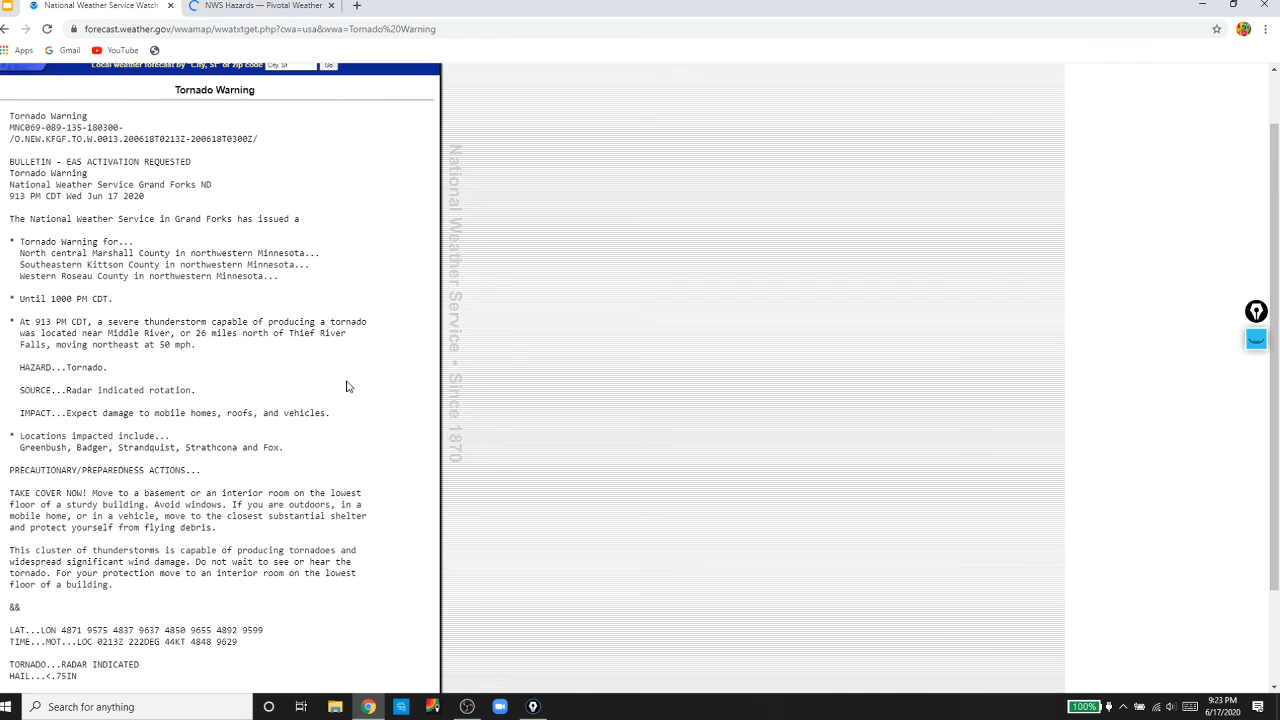 National Weather Service Watch
NWS Hazards — Pivotal Weather
forecast.weather.gov/wwamap/wwatxtget.php?cwa=usa&wwa=Tornado%20Warning
Apps
Gmail
YouTube
Local weather forecast by "City, St" or zip code
City, St
Go
Tornado Warning
Tornado Warning
MNC069-089-135-180300-
/O.NEW.KFGF.TO.W.0013.200618T0213Z-200618T0300Z/
BULLETIN - EAS ACTIVATION REQUESTED
Tornado Warning
National Weather Service Grand Forks ND
913 PM CDT Wed Jun 17 2020
The National Weather Service in Grand Forks has issued a
* Tornado Warning for...
North central Marshall County in northwestern Minnesota...
Southeastern Kittson County in northwestern Minnesota...
Western Roseau County in northwestern Minnesota...
* Until 1000 PM CDT.
* At 913 PM CDT, a severe thunderstorm capable of producing a tornado
was located near Middle River, or 26 miles north of Thief River
Falls, moving northeast at 50 mph.
HAZARD...Tornado.
SOURCE...Radar indicated rotation.
IMPACT...Expect damage to mobile homes, roofs, and vehicles.
* Locations impacted include...
Greenbush, Badger, Strandquist, Strathcona and Fox.
PRECAUTIONARY/PREPAREDNESS ACTIONS...
TAKE COVER NOW! Move to a basement or an interior room on the lowest
floor of a sturdy building. Avoid windows. If you are outdoors, in a
mobile home, or in a vehicle, move to the closest substantial shelter
and protect yourself from flying debris.
This cluster of thunderstorms is capable of producing tornadoes and
widespread significant wind damage. Do not wait to see or hear the
tornado. For your protection move to an interior room on the lowest
floor of a building.
&&
LAT...LON 4871 9575 4837 9637 4850 9655 4892 9599
TIME...MOT...LOC 0213Z 222DEG 44KT 4848 9629
TORNADO...RADAR INDICATED
HAIL...<.75IN
National Weather Service • Since 1870
Search for anything
100%
9:23 PM
6/17/2020